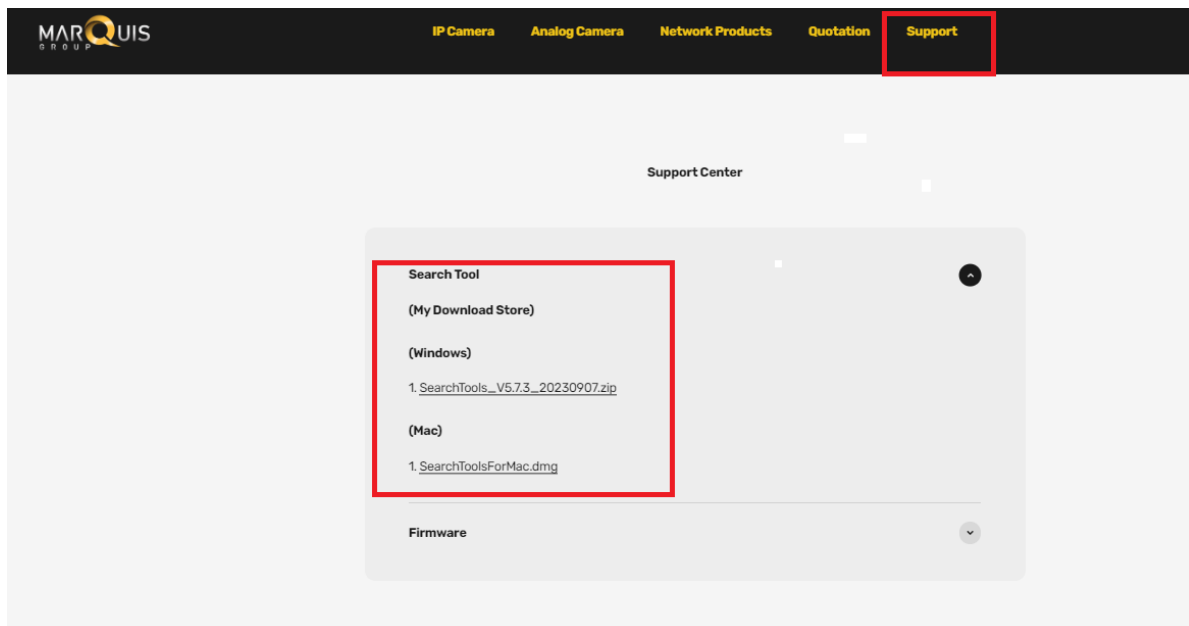 MARQUIS
GROUP
IP Camera Analog Camera Network Products Quotation Support
Support Center
Search Tool
(My Download Store)
(Windows)
1. SearchTools_V5.7.3_20230907.zip
(Mac)
1. SearchToolsForMac.dmg
Firmware